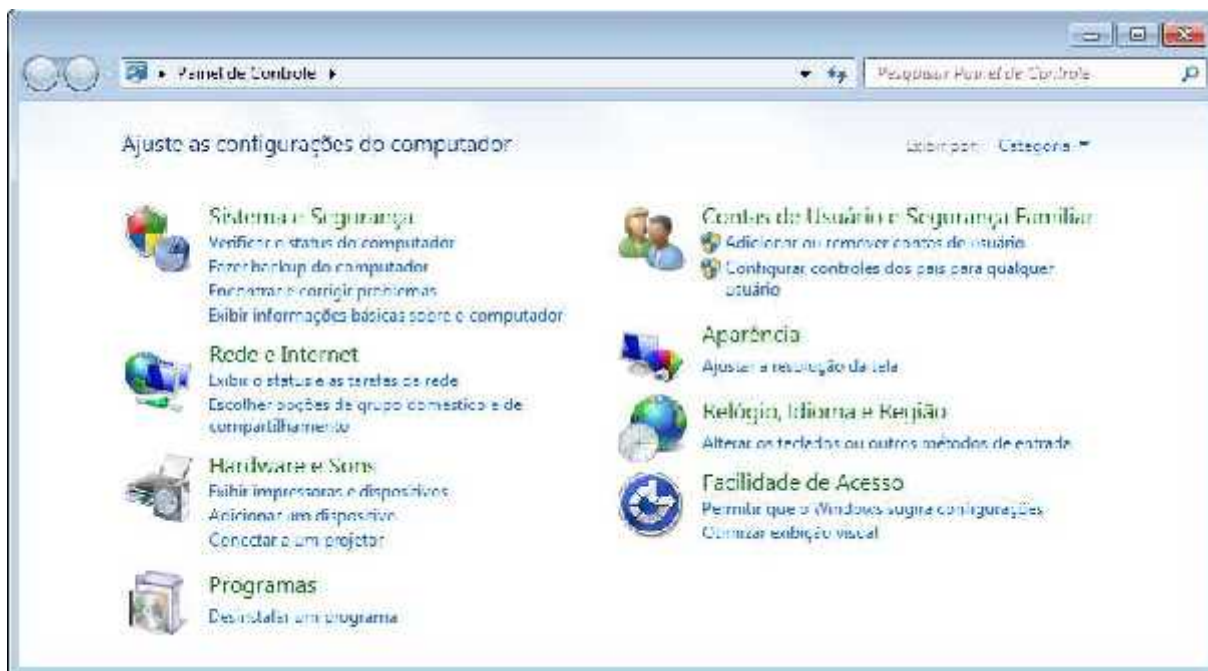 Painel de Controle
Pesquisar Painel de Controle
Ajuste as configurações do computador
Exibir por: Categoria
Sistema e Segurança
Verificar o status do computador
Fazer backup do computador
Encontrar e corrigir problemas
Exibir informações básicas sobre o computador
Rede e Internet
Exibir o status e as tarefas de rede
Escolher opções de grupo doméstico e de
compartilhamento
Hardware e Sons
Exibir impressoras e dispositivos
Adicionar um dispositivo
Conectar a um projetor
Programas
Desinstalar um programa
Contas de Usuário e Segurança Familiar
Adicionar ou remover contas de usuário
Configurar controles dos pais para qualquer
usuário
Aparência
Ajustar a resolução da tela
Relógio, Idioma e Região
Alterar os teclados ou outros métodos de entrada
Facilidade de Acesso
Permitir que o Windows sugira configurações
Otimizar exibição visual